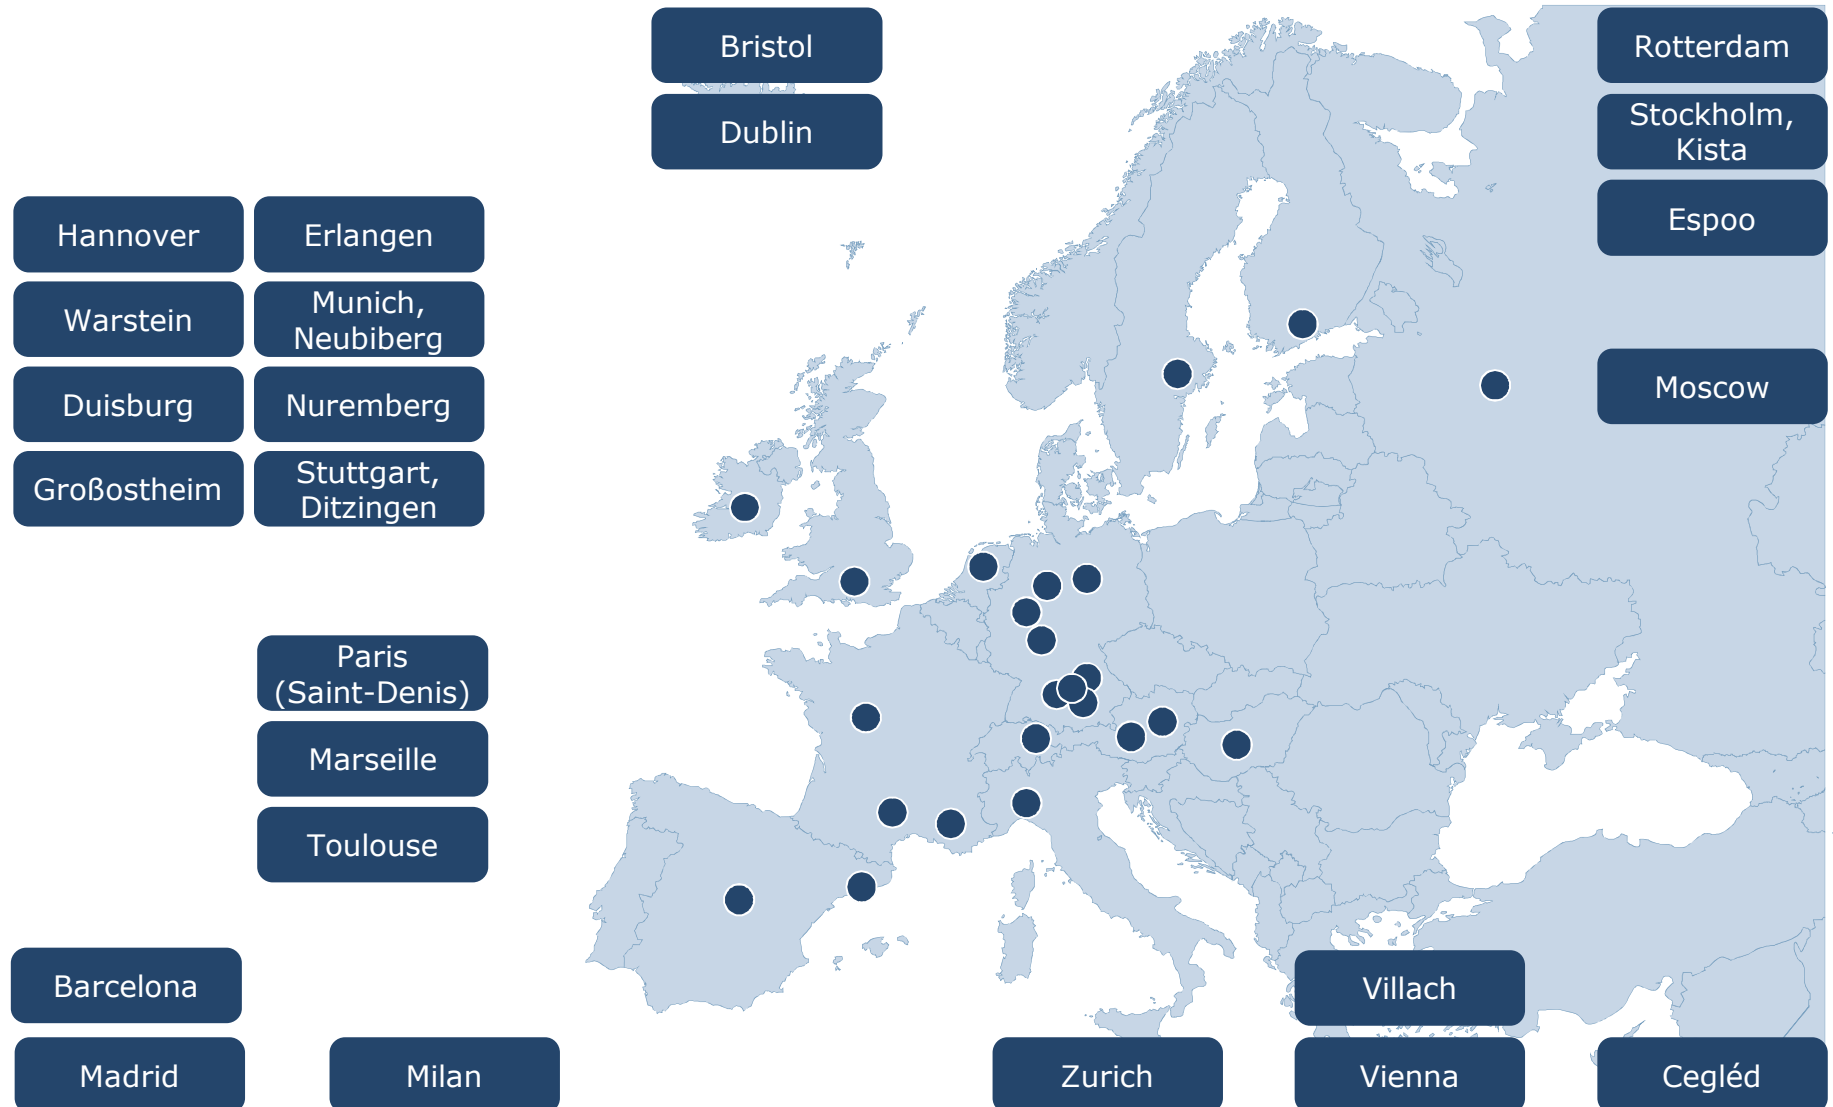 Bristol
Dublin
Rotterdam
Stockholm,
Kista
Espoo
Moscow
Hannover
Erlangen
Warstein
Munich,
Neubiberg
Duisburg
Nuremberg
Großostheim
Stuttgart,
Ditzingen
Paris
(Saint-Denis)
Marseille
Toulouse
Barcelona
Madrid
Milan
Zurich
Villach
Vienna
Cegléd